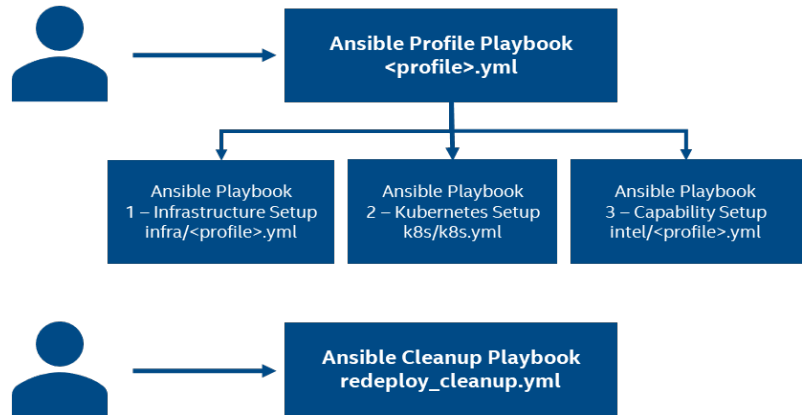 Ansible Profile Playbook
<profile>.yml
Ansible Playbook
1 – Infrastructure Setup
infra/<profile>.yml
Ansible Playbook
2 – Kubernetes Setup
k8s/k8s.yml
Ansible Playbook
3 – Capability Setup
intel/<profile>.yml
Ansible Cleanup Playbook
redeploy_cleanup.yml